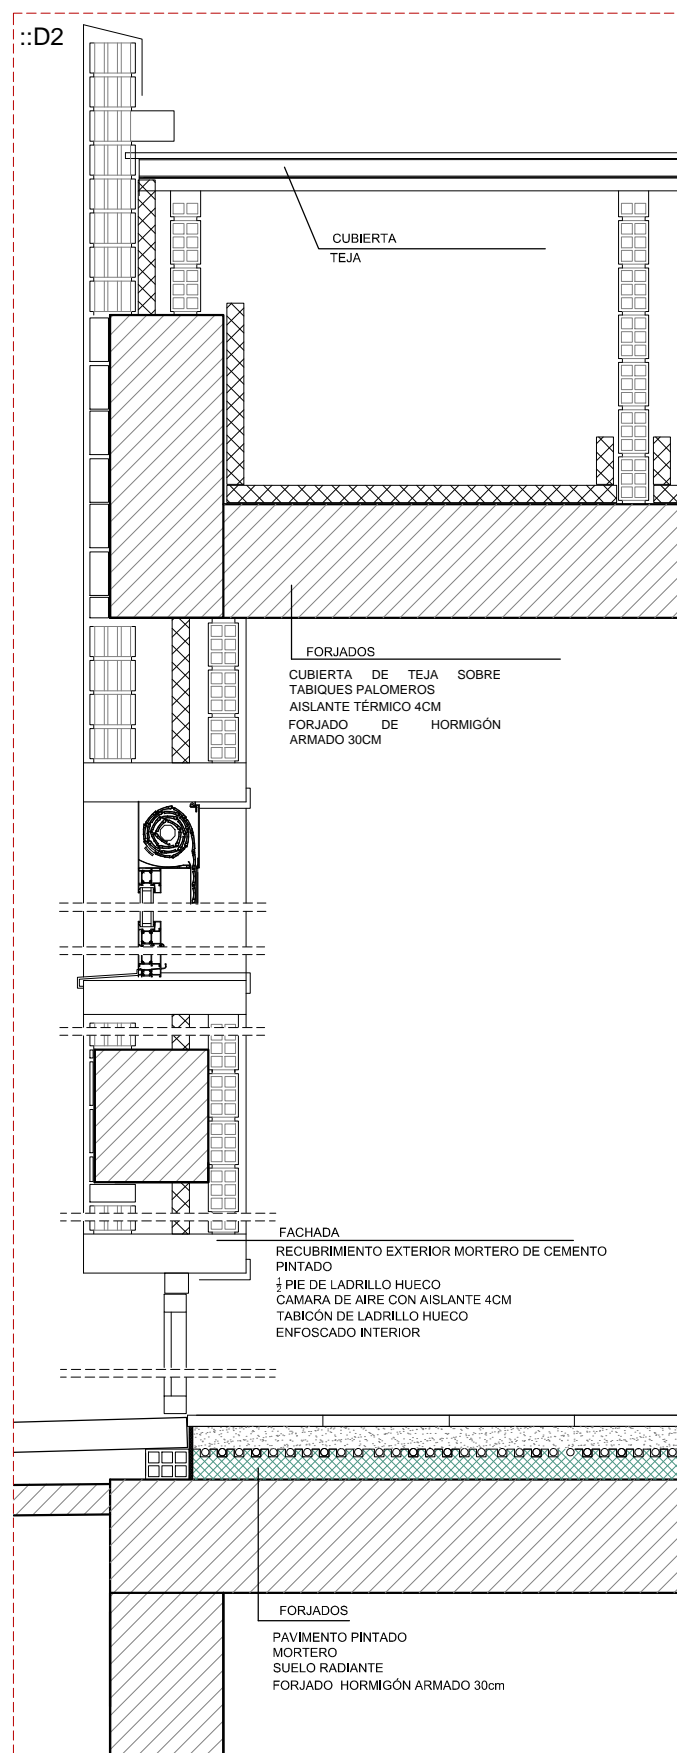 ::D2
CUBIERTA
TEJA
FORJADOS
CUBIERTA DE TEJA SOBRE
TABIQUES PALOMEROS
AISLANTE TÉRMICO 4CM
FORJADO DE HORMIGÓN
ARMADO 30CM
FACHADA
RECUBRIMIENTO EXTERIOR MORTERO DE CEMENTO
PINTADO
½ PIE DE LADRILLO HUECO
CAMARA DE AIRE CON AISLANTE 4CM
TABICÓN DE LADRILLO HUECO
ENFOSCADO INTERIOR
FORJADOS
PAVIMENTO PINTADO
MORTERO
SUELO RADIANTE
FORJADO HORMIGÓN ARMADO 30cm